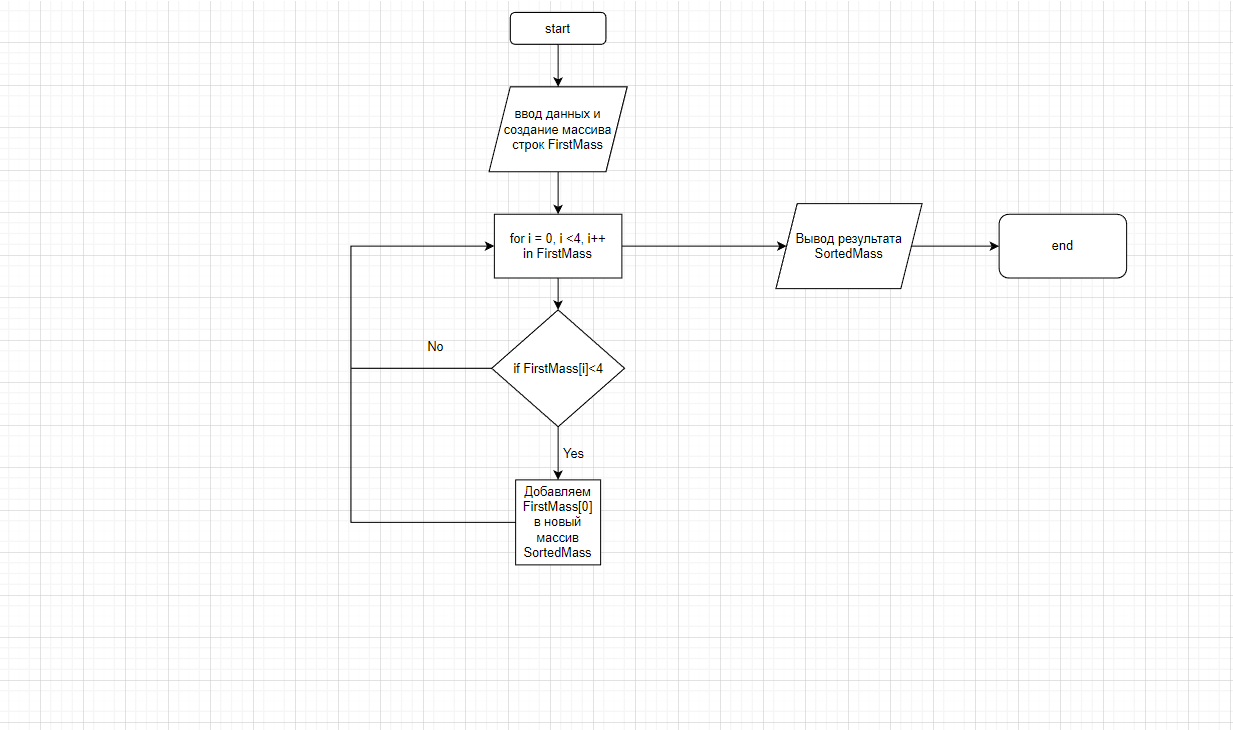 start
ввод данных и
создание массива
строк FirstMass
for i = 0, i <4, i++
in FirstMass
Вывод результата
SortedMass
end
No
if FirstMass[i]<4
Yes
Добавляем
FirstMass[0]
в новый
массив
SortedMass